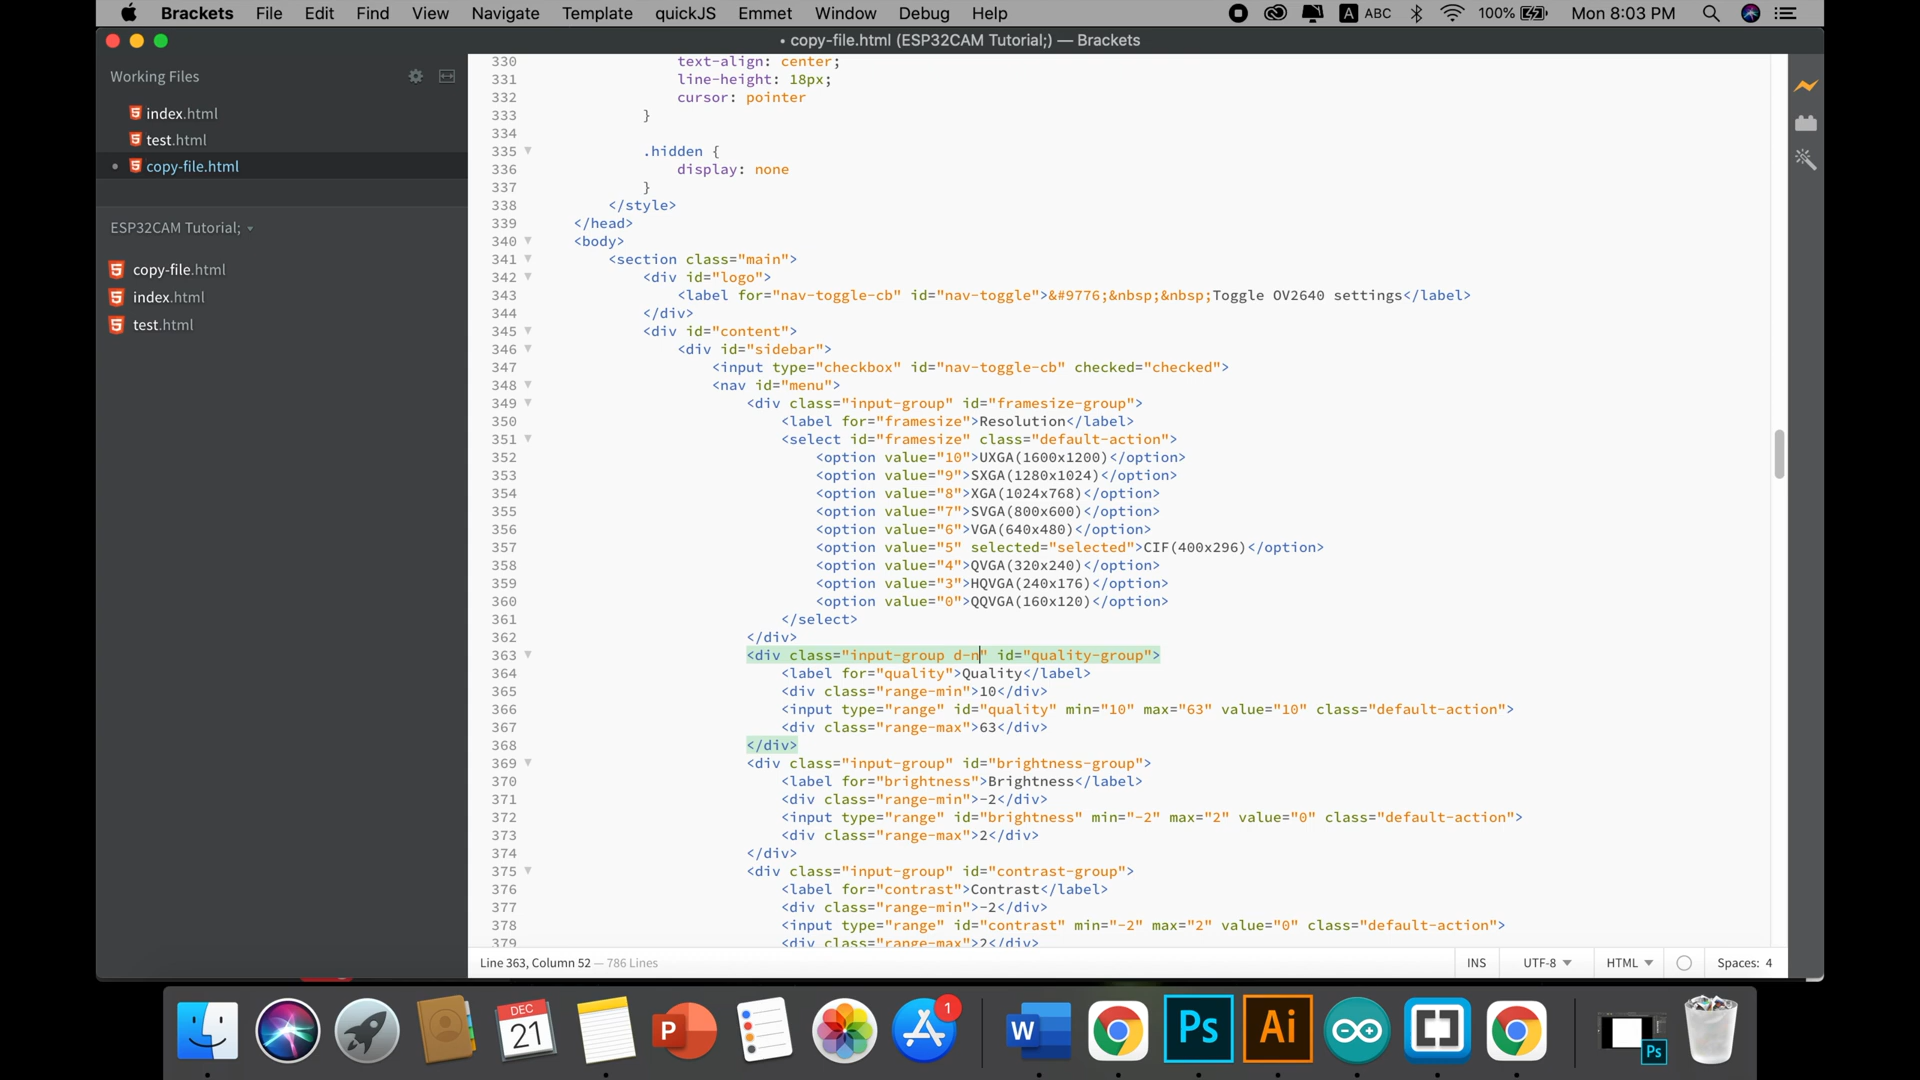 Brackets File Edit Find View Navigate Template quickJS Emmet Window Debug Help A ABC 100% Mon 8:03 PM
• copy-file.html (ESP32CAM Tutorial;) — Brackets
Working Files
index.html
test.html
• copy-file.html
ESP32CAM Tutorial;
copy-file.html
index.html
test.html
330 text-align: center;
331 line-height: 18px;
332 cursor: pointer
333 }
334
335 .hidden {
336 display: none
337 }
338 </style>
339 </head>
340 <body>
341 <section class="main">
342 <div id="logo">
343 <label for="nav-toggle-cb" id="nav-toggle">&#9776;&nbsp;&nbsp;Toggle OV2640 settings</label>
344 </div>
345 <div id="content">
346 <div id="sidebar">
347 <input type="checkbox" id="nav-toggle-cb" checked="checked">
348 <nav id="menu">
349 <div class="input-group" id="framesize-group">
350 <label for="framesize">Resolution</label>
351 <select id="framesize" class="default-action">
352 <option value="10">UXGA(1600x1200)</option>
353 <option value="9">SXGA(1280x1024)</option>
354 <option value="8">XGA(1024x768)</option>
355 <option value="7">SVGA(800x600)</option>
356 <option value="6">VGA(640x480)</option>
357 <option value="5" selected="selected">CIF(400x296)</option>
358 <option value="4">QVGA(320x240)</option>
359 <option value="3">HQVGA(240x176)</option>
360 <option value="0">QQVGA(160x120)</option>
361 </select>
362 </div>
363 <div class="input-group d-n" id="quality-group">
364 <label for="quality">Quality</label>
365 <div class="range-min">10</div>
366 <input type="range" id="quality" min="10" max="63" value="10" class="default-action">
367 <div class="range-max">63</div>
368 </div>
369 <div class="input-group" id="brightness-group">
370 <label for="brightness">Brightness</label>
371 <div class="range-min">-2</div>
372 <input type="range" id="brightness" min="-2" max="2" value="0" class="default-action">
373 <div class="range-max">2</div>
374 </div>
375 <div class="input-group" id="contrast-group">
376 <label for="contrast">Contrast</label>
377 <div class="range-min">-2</div>
378 <input type="range" id="contrast" min="-2" max="2" value="0" class="default-action">
379 <div class="range-max">2</div>
Line 363, Column 52 — 786 Lines INS UTF-8 HTML Spaces: 4
DEC
21
P
1
W
Ps
Ai
Ps